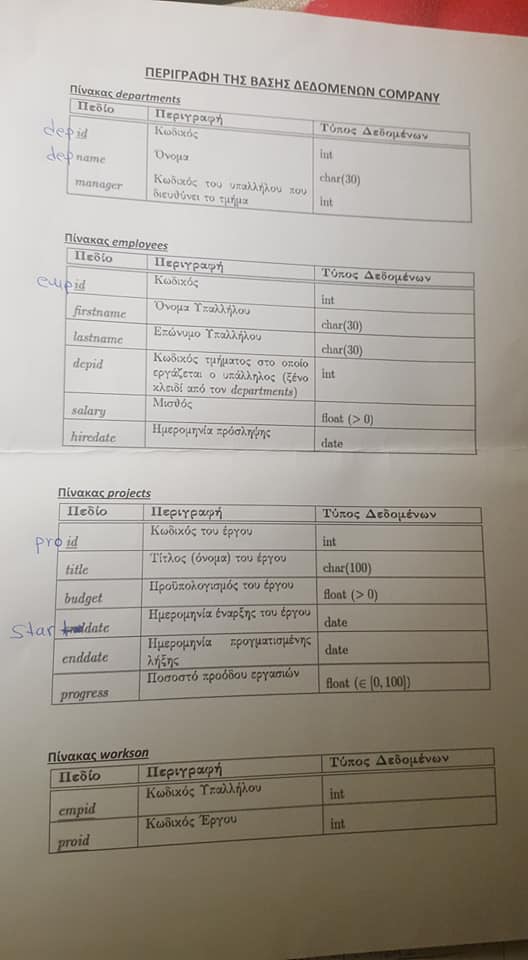 ΠΕΡΙΓΡΑΦΗ ΤΗΣ ΒΑΣΗΣ ΔΕΔΟΜΕΝΩΝ COMPANY
Πίνακας departments
Πεδίο Περιγραφή Τύπος Δεδομένων
depid Κωδικός int
depname Όνομα char(30)
manager Κωδικός του υπαλλήλου που
διευθύνει το τμήμα int
Πίνακας employees
Πεδίο Περιγραφή Τύπος Δεδομένων
empid Κωδικός int
firstname Όνομα Υπαλλήλου char(30)
lastname Επώνυμο Υπαλλήλου char(30)
depid Κωδικός τμήματος στο οποίο
εργάζεται ο υπάλληλος (ξένο int
κλειδί από τον departments)
salary Μισθός float (> 0)
hiredate Ημερομηνία πρόσληψης date
Πίνακας projects
Πεδίο Περιγραφή Τύπος Δεδομένων
proid Κωδικός του έργου int
title Τίτλος (όνομα) του έργου char(100)
budget Προϋπολογισμός του έργου float (> 0)
startdate Ημερομηνία έναρξης του έργου date
enddate Ημερομηνία προγματισμένης
λήξης date
progress Ποσοστό προόδου εργασιών float (∈ [0, 100])
Πίνακας workson
Πεδίο Περιγραφή Τύπος Δεδομένων
empid Κωδικός Υπαλλήλου int
proid Κωδικός Έργου int